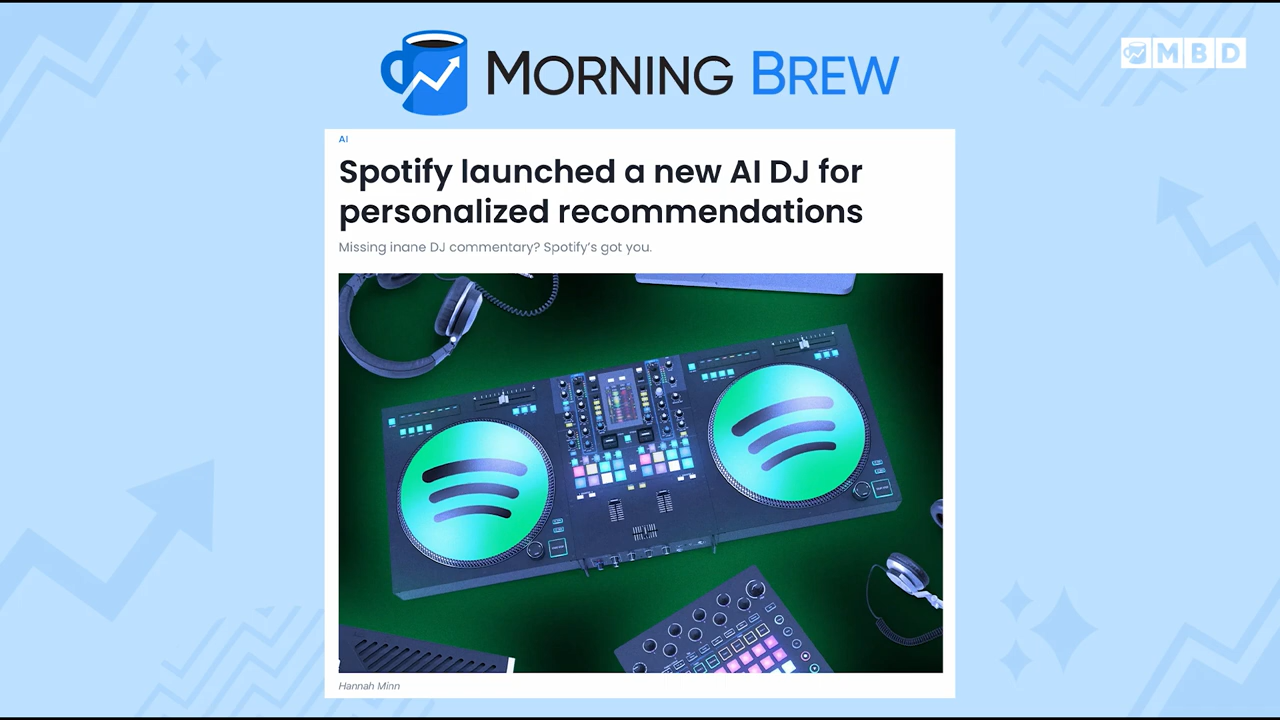 MORNING BREW
MBD
AI
Spotify launched a new AI DJ for
personalized recommendations
Missing inane DJ commentary? Spotify's got you.
Hannah Minn